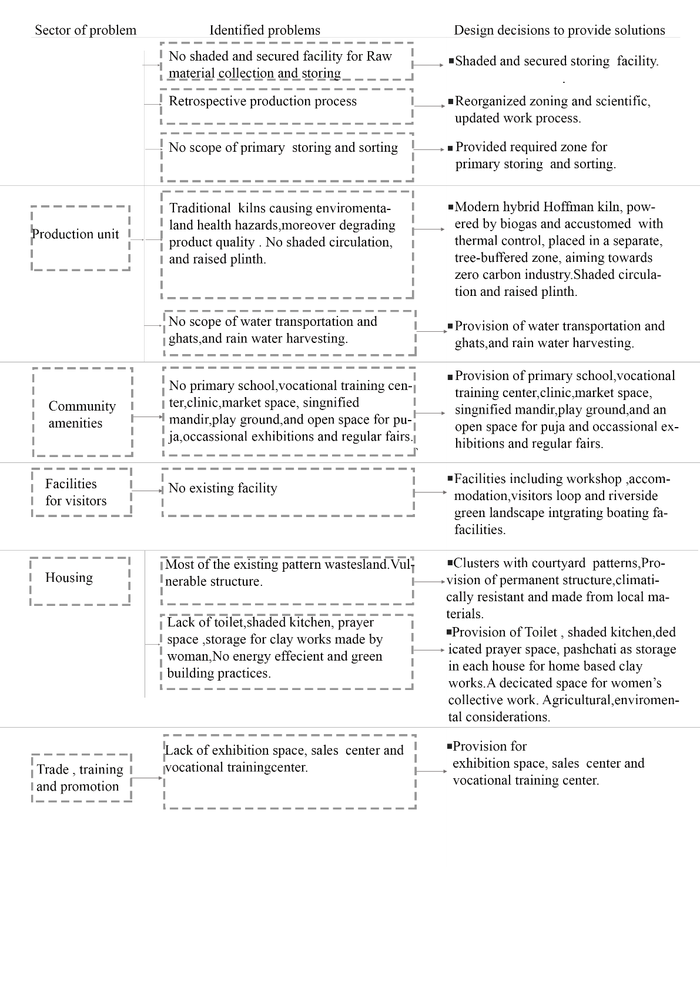 Sector of problem
Identified problems
Design decisions to provide solutions
No shaded and secured facility for Raw
material collection and storing
▪Shaded and secured storing facility.
.
Retrospective production process
▪Reorganized zoning and scientific,
updated work process.
No scope of primary storing and sorting
▪Provided required zone for
primary storing and sorting.
Production unit
Traditional kilns causing enviromenta-
land health hazards,moreover degrading
product quality . No shaded circulation,
and raised plinth.
▪Modern hybrid Hoffman kiln, pow-
ered by biogas and accustomed with
thermal control, placed in a separate,
tree-buffered zone, aiming towards
zero carbon industry.Shaded circula-
tion and raised plinth.
No scope of water transportation and
ghats,and rain water harvesting.
▪Provision of water transportation and
ghats,and rain water harvesting.
Community
amenities
No primary school,vocational training cen-
ter,clinic,market space, singnified
mandir,play ground,and open space for pu-
ja,occassional exhibitions and regular fairs.
`
▪Provision of primary school,vocational
training center,clinic,market space,
singnified mandir,play ground,and an
open space for puja and occassional ex-
hibitions and regular fairs.
Facilities
for visitors
No existing facility
▪Facilities including workshop ,accom-
modation,visitors loop and riverside
green landscape intgrating boating fa-
facilities.
Housing
Most of the existing pattern wastesland.Vul-
nerable structure.
▪Clusters with courtyard patterns,Pro-
vision of permanent structure,climati-
cally resistant and made from local ma-
terials.
Lack of toilet,shaded kitchen, prayer
space ,storage for clay works made by
woman,No energy effecient and green
building practices.
▪Provision of Toilet , shaded kitchen,ded
icated prayer space, pashchati as storage
in each house for home based clay
works.A decicated space for women’s
collective work. Agricultural,enviromen-
tal considerations.
Trade , training
and promotion
Lack of exhibition space, sales center and
vocational trainingcenter.
▪Provision for
exhibition space, sales center and
vocational training center.